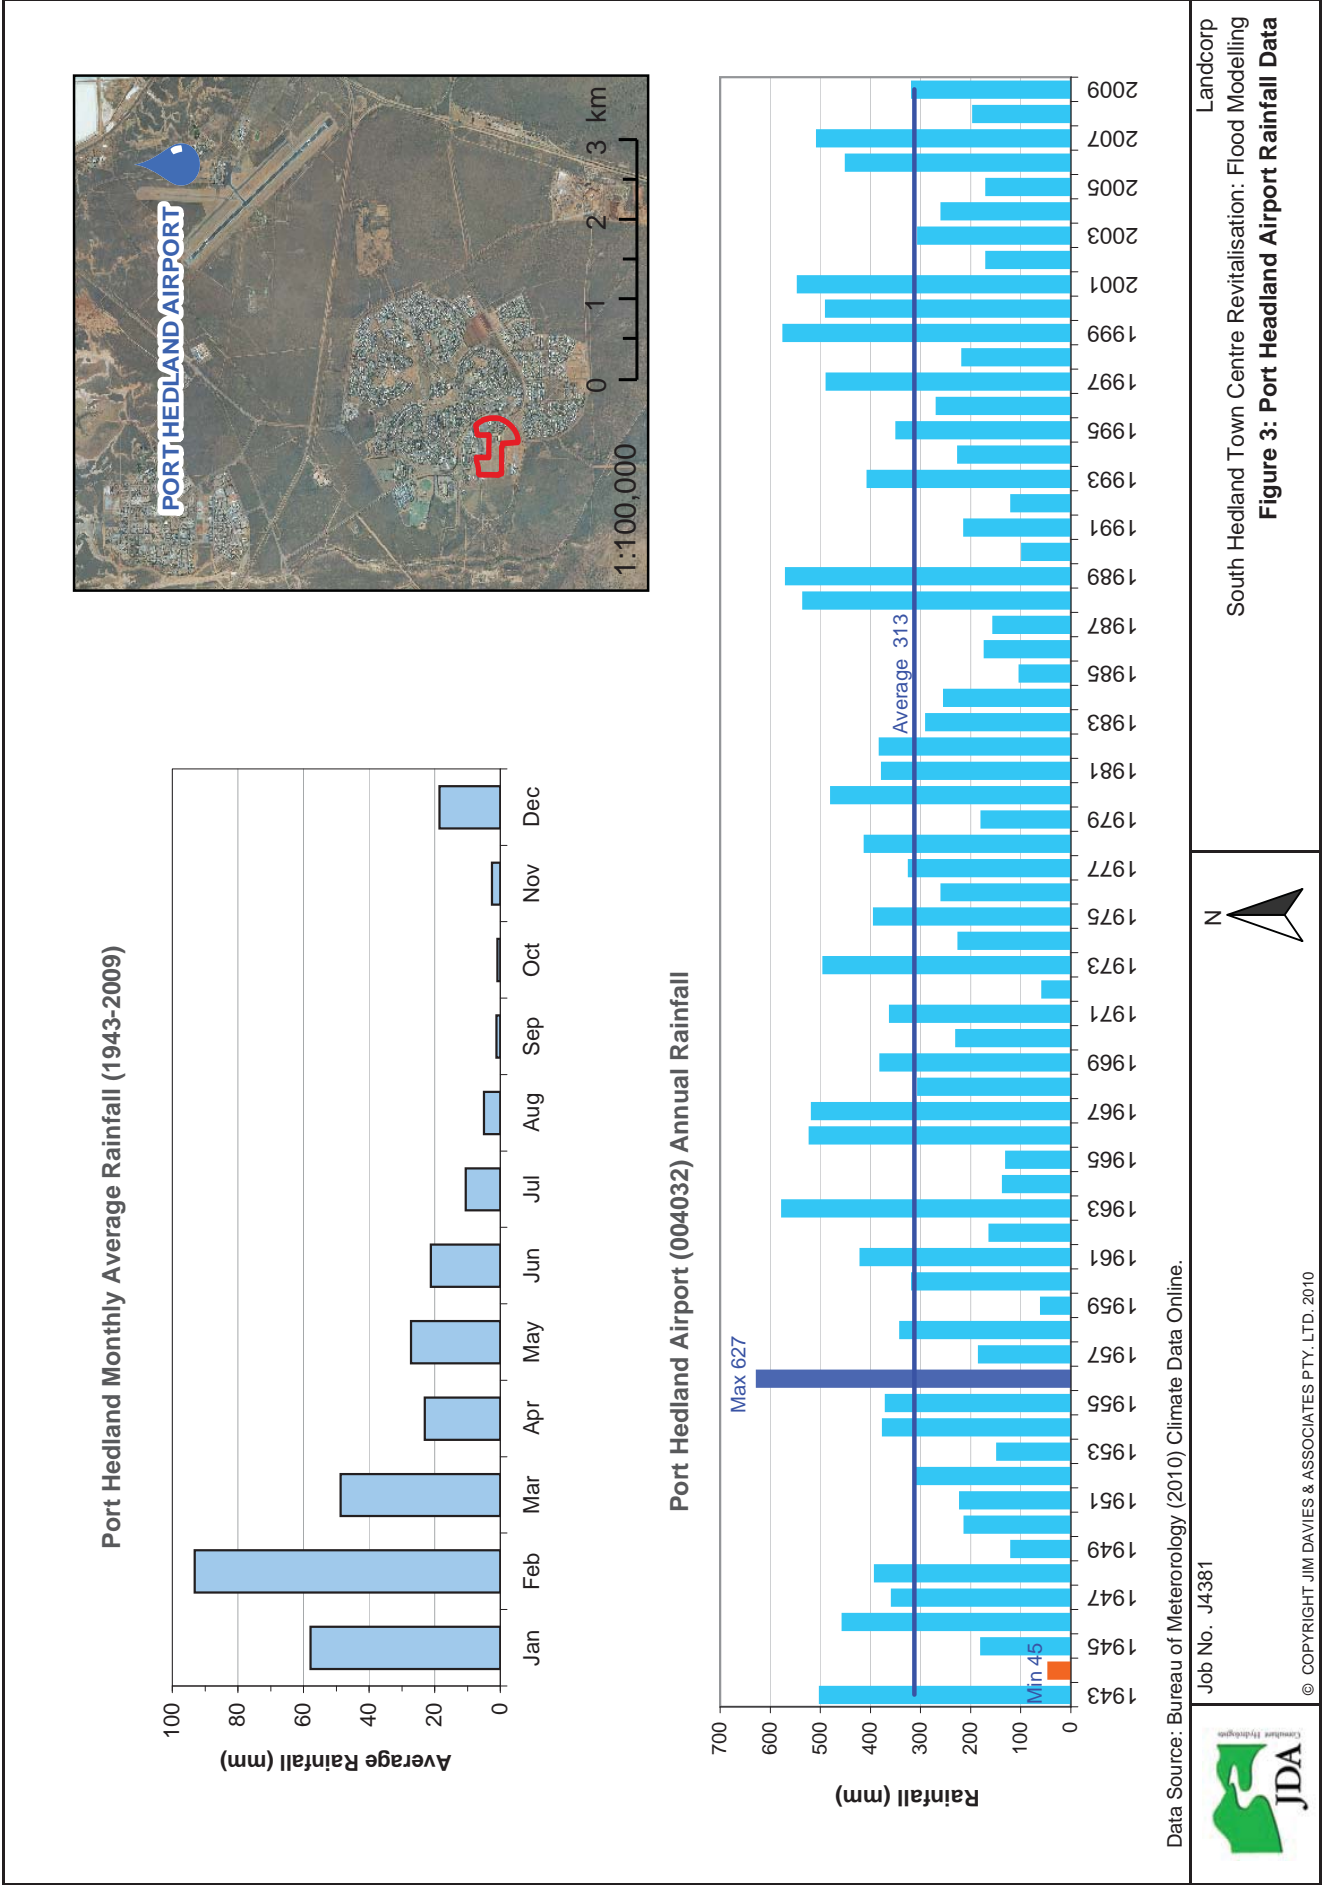 Port Hedland Monthly Average Rainfall (1943-2009)
Average Rainfall (mm)
100
80
60
40
20
0
Jan Feb Mar Apr May Jun Jul Aug Sep Oct Nov Dec
PORT HEDLAND AIRPORT
1:100,000
0 1 2 3 km
Port Hedland Airport (004032) Annual Rainfall
Rainfall (mm)
700
600
500
400
300
200
100
0
Min 45
Max 627
Average 313
1943 1945 1947 1949 1951 1953 1955 1957 1959 1961 1963 1965 1967 1969 1971 1973 1975 1977 1979 1981 1983 1985 1987 1989 1991 1993 1995 1997 1999 2001 2003 2005 2007 2009
Data Source: Bureau of Meterorology (2010) Climate Data Online.
Consultant Hydrologists
JDA
Job No. J4381
© COPYRIGHT JIM DAVIES & ASSOCIATES PTY. LTD. 2010
N
Landcorp
South Hedland Town Centre Revitalisation: Flood Modelling
Figure 3: Port Headland Airport Rainfall Data